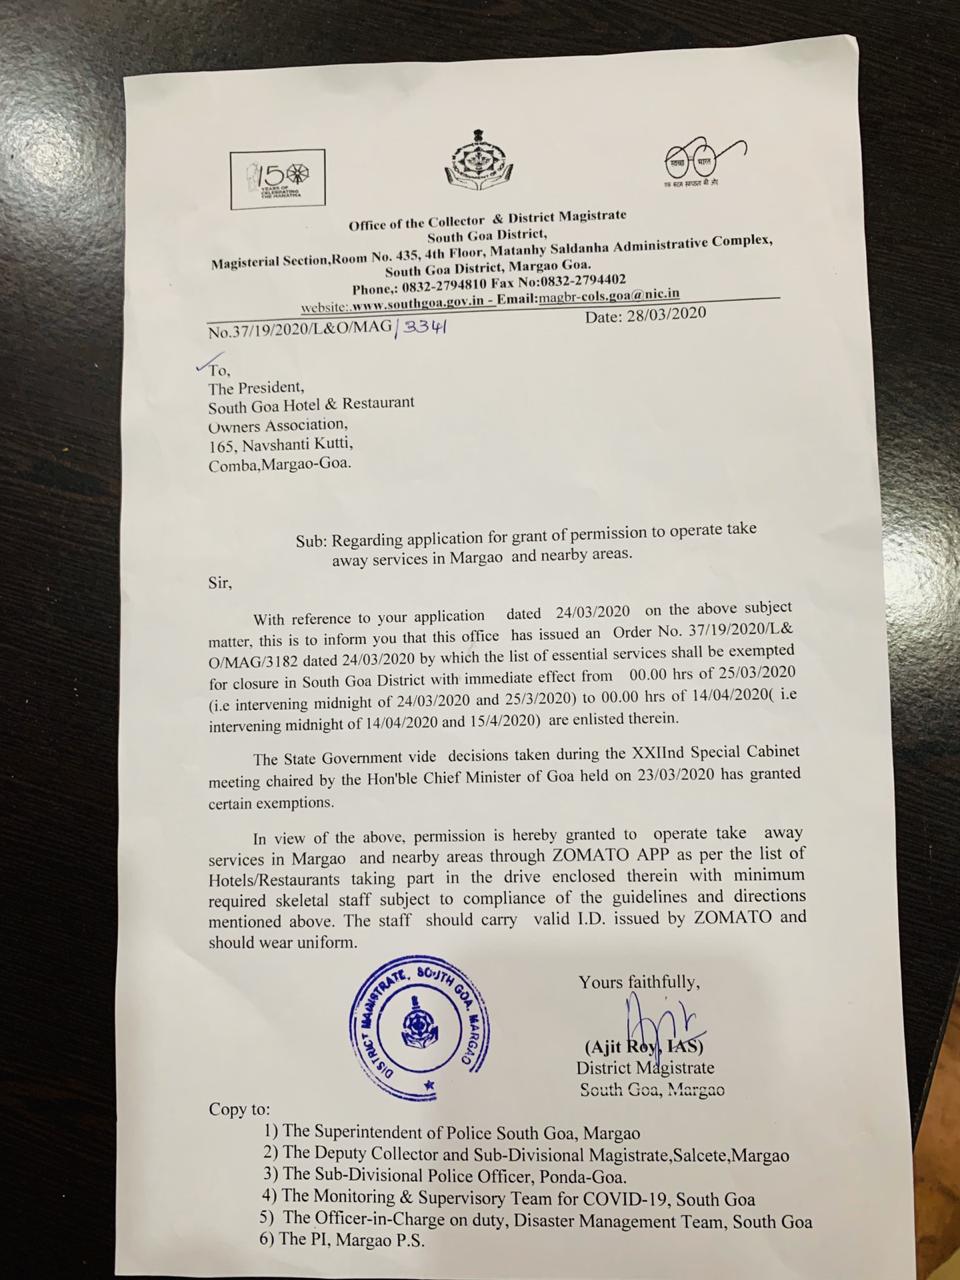 150
YEARS OF
CELEBRATING
THE MAHATMA
स्वच्छ भारत
एक कदम स्वच्छता की ओर
Office of the Collector & District Magistrate
South Goa District,
Magisterial Section,Room No. 435, 4th Floor, Matanhy Saldanha Administrative Complex,
South Goa District, Margao Goa.
Phone,: 0832-2794810 Fax No:0832-2794402
website:.www.southgoa.gov.in - Email:magbr-cols.goa@nic.in
No.37/19/2020/L&O/MAG/3341 Date: 28/03/2020
To,
The President,
South Goa Hotel & Restaurant
Owners Association,
165, Navshanti Kutti,
Comba,Margao-Goa.
Sub: Regarding application for grant of permission to operate take
away services in Margao and nearby areas.
Sir,
With reference to your application dated 24/03/2020 on the above subject
matter, this is to inform you that this office has issued an Order No. 37/19/2020/L&
O/MAG/3182 dated 24/03/2020 by which the list of essential services shall be exempted
for closure in South Goa District with immediate effect from 00.00 hrs of 25/03/2020
(i.e intervening midnight of 24/03/2020 and 25/3/2020) to 00.00 hrs of 14/04/2020( i.e
intervening midnight of 14/04/2020 and 15/4/2020) are enlisted therein.
The State Government vide decisions taken during the XXIInd Special Cabinet
meeting chaired by the Hon'ble Chief Minister of Goa held on 23/03/2020 has granted
certain exemptions.
In view of the above, permission is hereby granted to operate take away
services in Margao and nearby areas through ZOMATO APP as per the list of
Hotels/Restaurants taking part in the drive enclosed therein with minimum
required skeletal staff subject to compliance of the guidelines and directions
mentioned above. The staff should carry valid I.D. issued by ZOMATO and
should wear uniform.
DISTRICT MAGISTRATE, SOUTH GOA, MARGAO
Yours faithfully,
(Ajit Roy, IAS)
District Magistrate
South Goa, Margao
Copy to:
1) The Superintendent of Police South Goa, Margao
2) The Deputy Collector and Sub-Divisional Magistrate,Salcete,Margao
3) The Sub-Divisional Police Officer, Ponda-Goa.
4) The Monitoring & Supervisory Team for COVID-19, South Goa
5) The Officer-in-Charge on duty, Disaster Management Team, South Goa
6) The PI, Margao P.S.